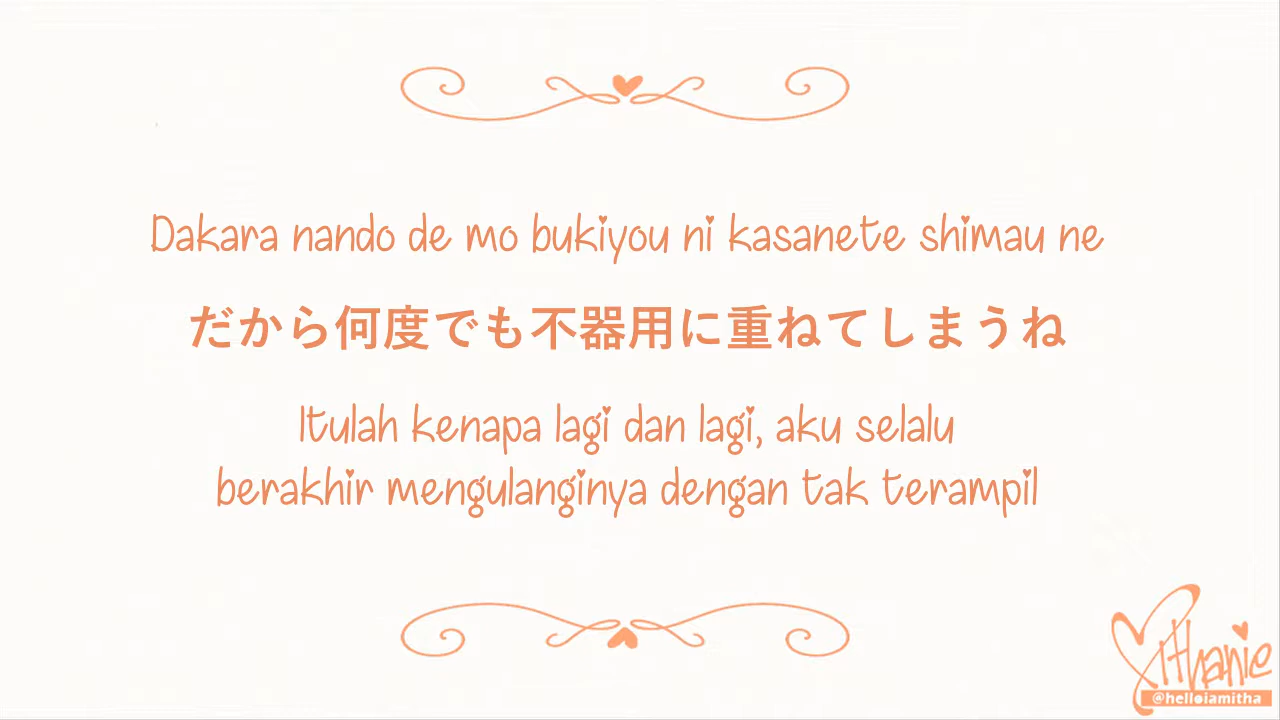 Dakara nando de mo bukiyou ni kasanete shimau ne
だから何度でも不器用に重ねてしまうね
Itulah kenapa lagi dan lagi, aku selalu
berakhir mengulanginya dengan tak terampil
Mithanie
@helloiamitha